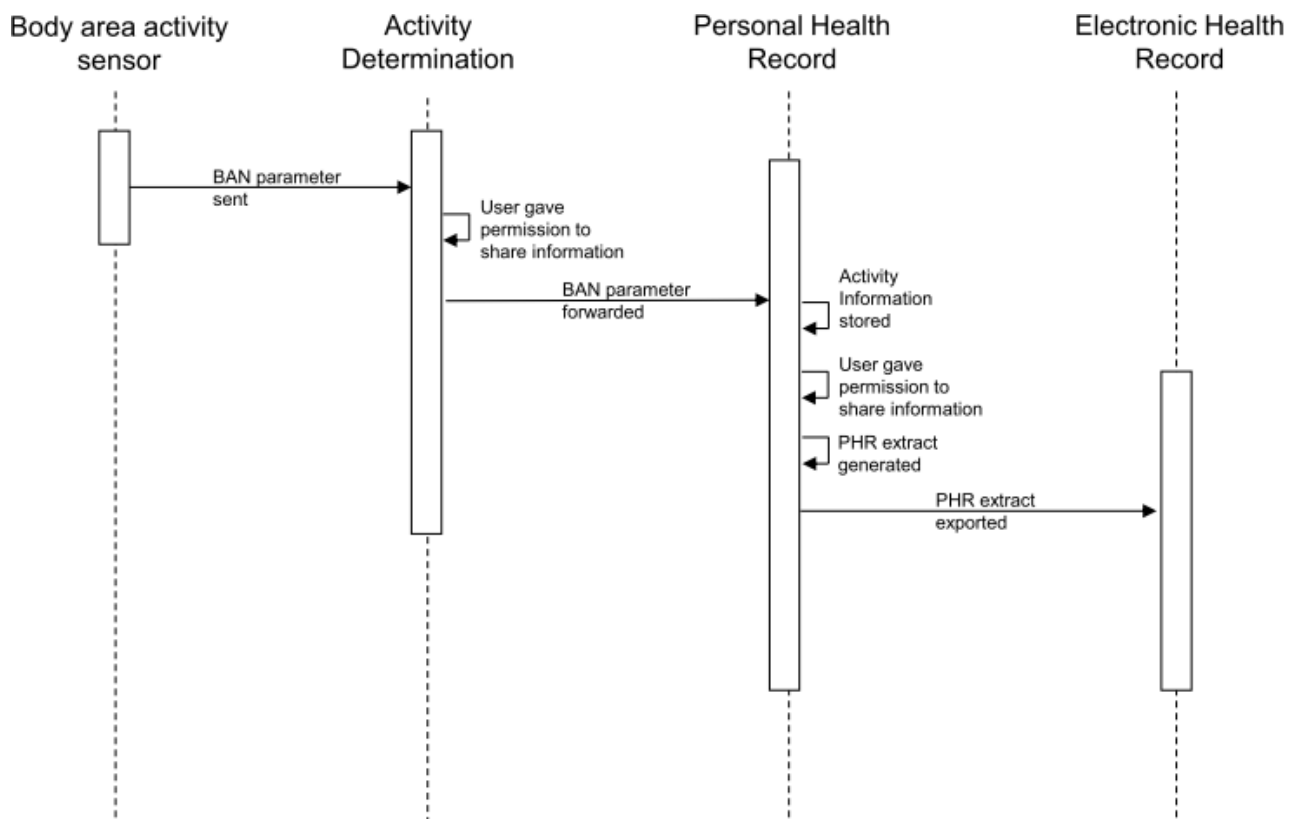 Body area activity
sensor
Activity
Determination
Personal Health
Record
Electronic Health
Record
BAN parameter
sent
User gave
permission to
share information
BAN parameter
forwarded
Activity
Information
stored
User gave
permission to
share information
PHR extract
generated
PHR extract
exported